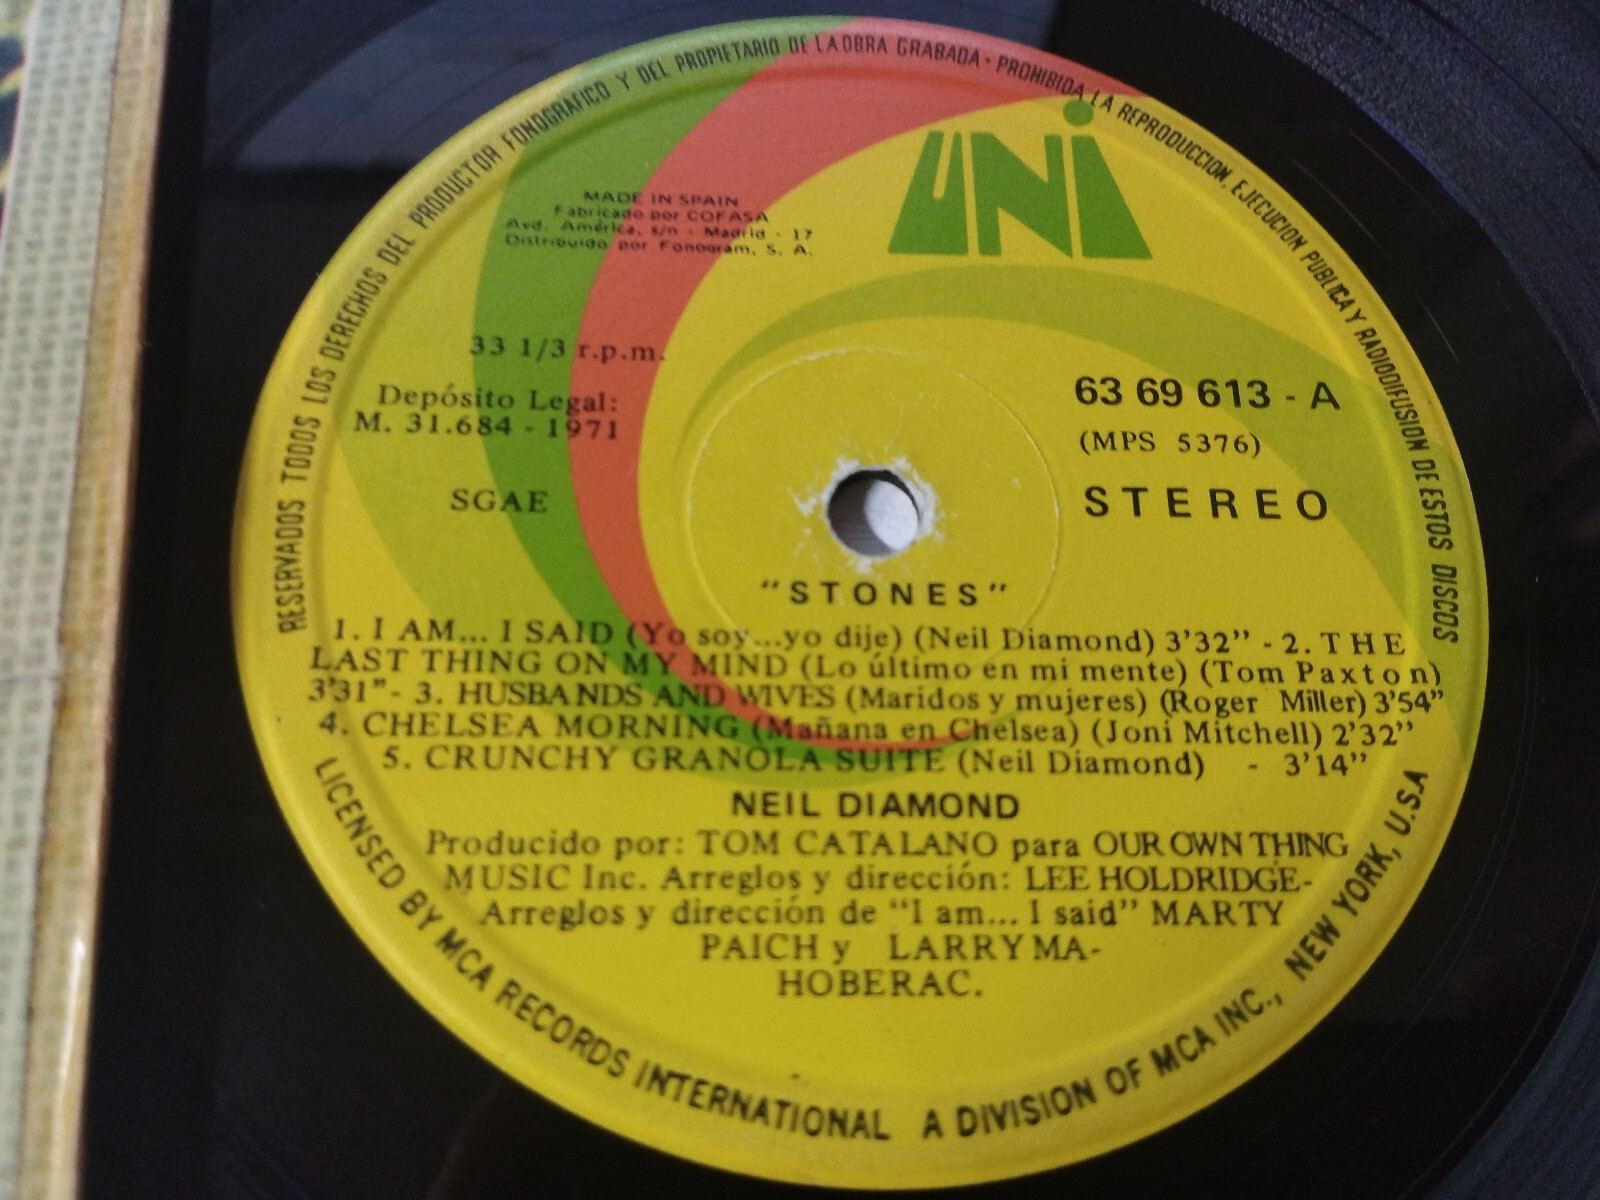 RESERVADOS TODOS LOS DERECHOS DEL PRODUCTOR FONOGRAFICO Y DEL PROPIETARIO DE LA OBRA GRABADA - PROHIBIDA LA REPRODUCCION, EJECUCION PUBLICA Y RADIODIFUSION DE ESTOS DISCOS
UNi
MADE IN SPAIN
Fabricado por COFASA
Avd. América, s/n - Madrid - 17
Distribuido por Fonogram, S. A.
33 1/3 r.p.m.
Depósito Legal:
M. 31.684 - 1971
SGAE
63 69 613 - A
(MPS 5376)
STEREO
"STONES"
1. I AM... I SAID (Yo soy...yo dije) (Neil Diamond) 3'32" - 2. THE
LAST THING ON MY MIND (Lo último en mi mente) (Tom Paxton)
3'31" - 3. HUSBANDS AND WIVES (Maridos y mujeres) (Roger Miller) 3'54"
4. CHELSEA MORNING (Mañana en Chelsea) (Joni Mitchell) 2'32"
5. CRUNCHY GRANOLA SUITE (Neil Diamond) - 3'14"
NEIL DIAMOND
Producido por: TOM CATALANO para OUR OWN THING
MUSIC Inc. Arreglos y dirección: LEE HOLDRIDGE-
Arreglos y dirección de "I am... I said" MARTY
PAICH y LARRY MA-
HOBERAC.
LICENSED BY MCA RECORDS INTERNATIONAL A DIVISION OF MCA INC., NEW YORK, U.S.A